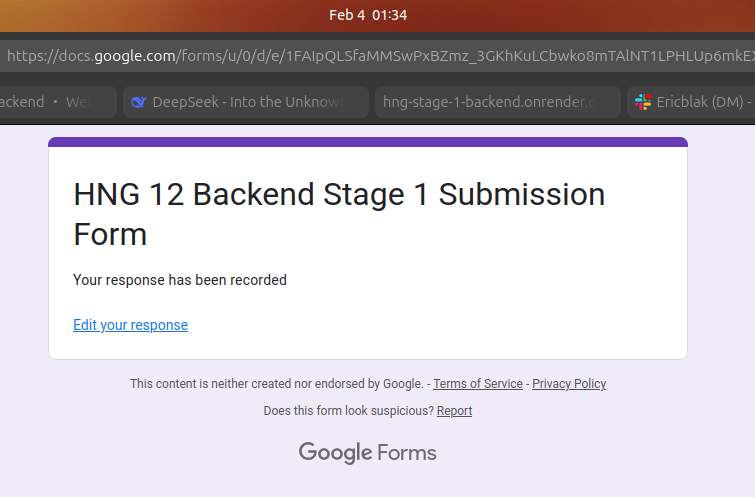 Feb 4 01:34
https://docs.google.com/forms/u/0/d/e/1FAIpQLSfaMMSwPxBZmz_3GKhKuLCbwko8mTAlNT1LPHLUp6mkEX
ackend • We
DeepSeek - Into the Unknow
hng-stage-1-backend.onrender.c
Ericblak (DM) -
HNG 12 Backend Stage 1 Submission
Form
Your response has been recorded
Edit your response
This content is neither created nor endorsed by Google. - Terms of Service - Privacy Policy
Does this form look suspicious? Report
Google Forms